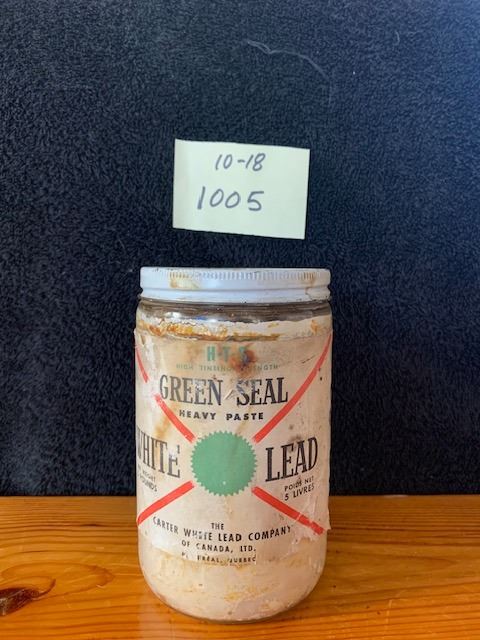 10-18
1005
H-T-S
HIGH TINTING STRENGTH
GREEN SEAL
HEAVY PASTE
WHITE LEAD
POIDS NET
5 LIVRES
THE
CARTER WHITE LEAD COMPANY
OF CANADA, LTD.
QUEBEC